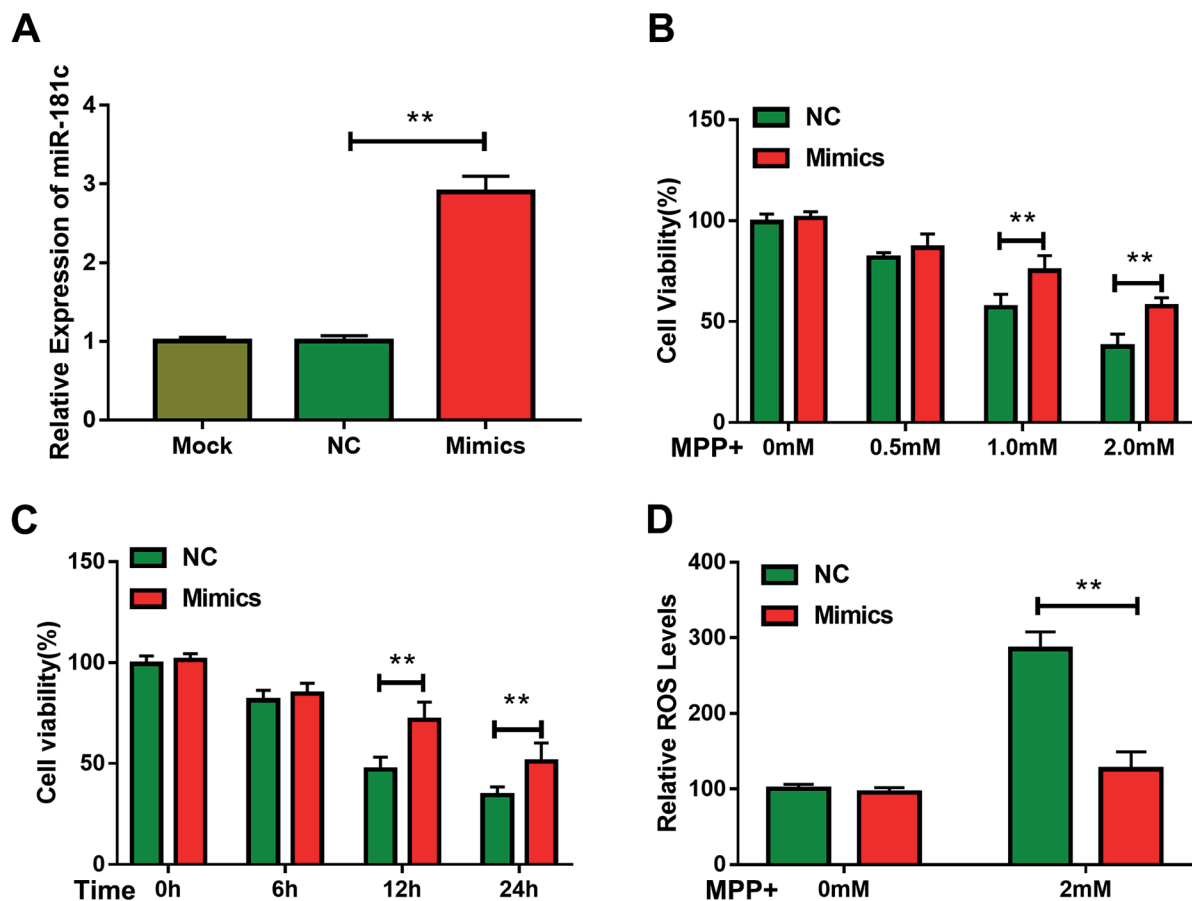 A
Relative Expression of miR-181c
4
3
2
1
0
**
Mock NC Mimics
B
Cell Viability(%)
150
100
50
0
NC
Mimics
**
**
MPP+ 0mM 0.5mM 1.0mM 2.0mM
C
Cell viability(%)
150
100
50
0
NC
Mimics
**
**
Time 0h 6h 12h 24h
D
Relative ROS Levels
400
300
200
100
0
NC
Mimics
**
MPP+ 0mM 2mM